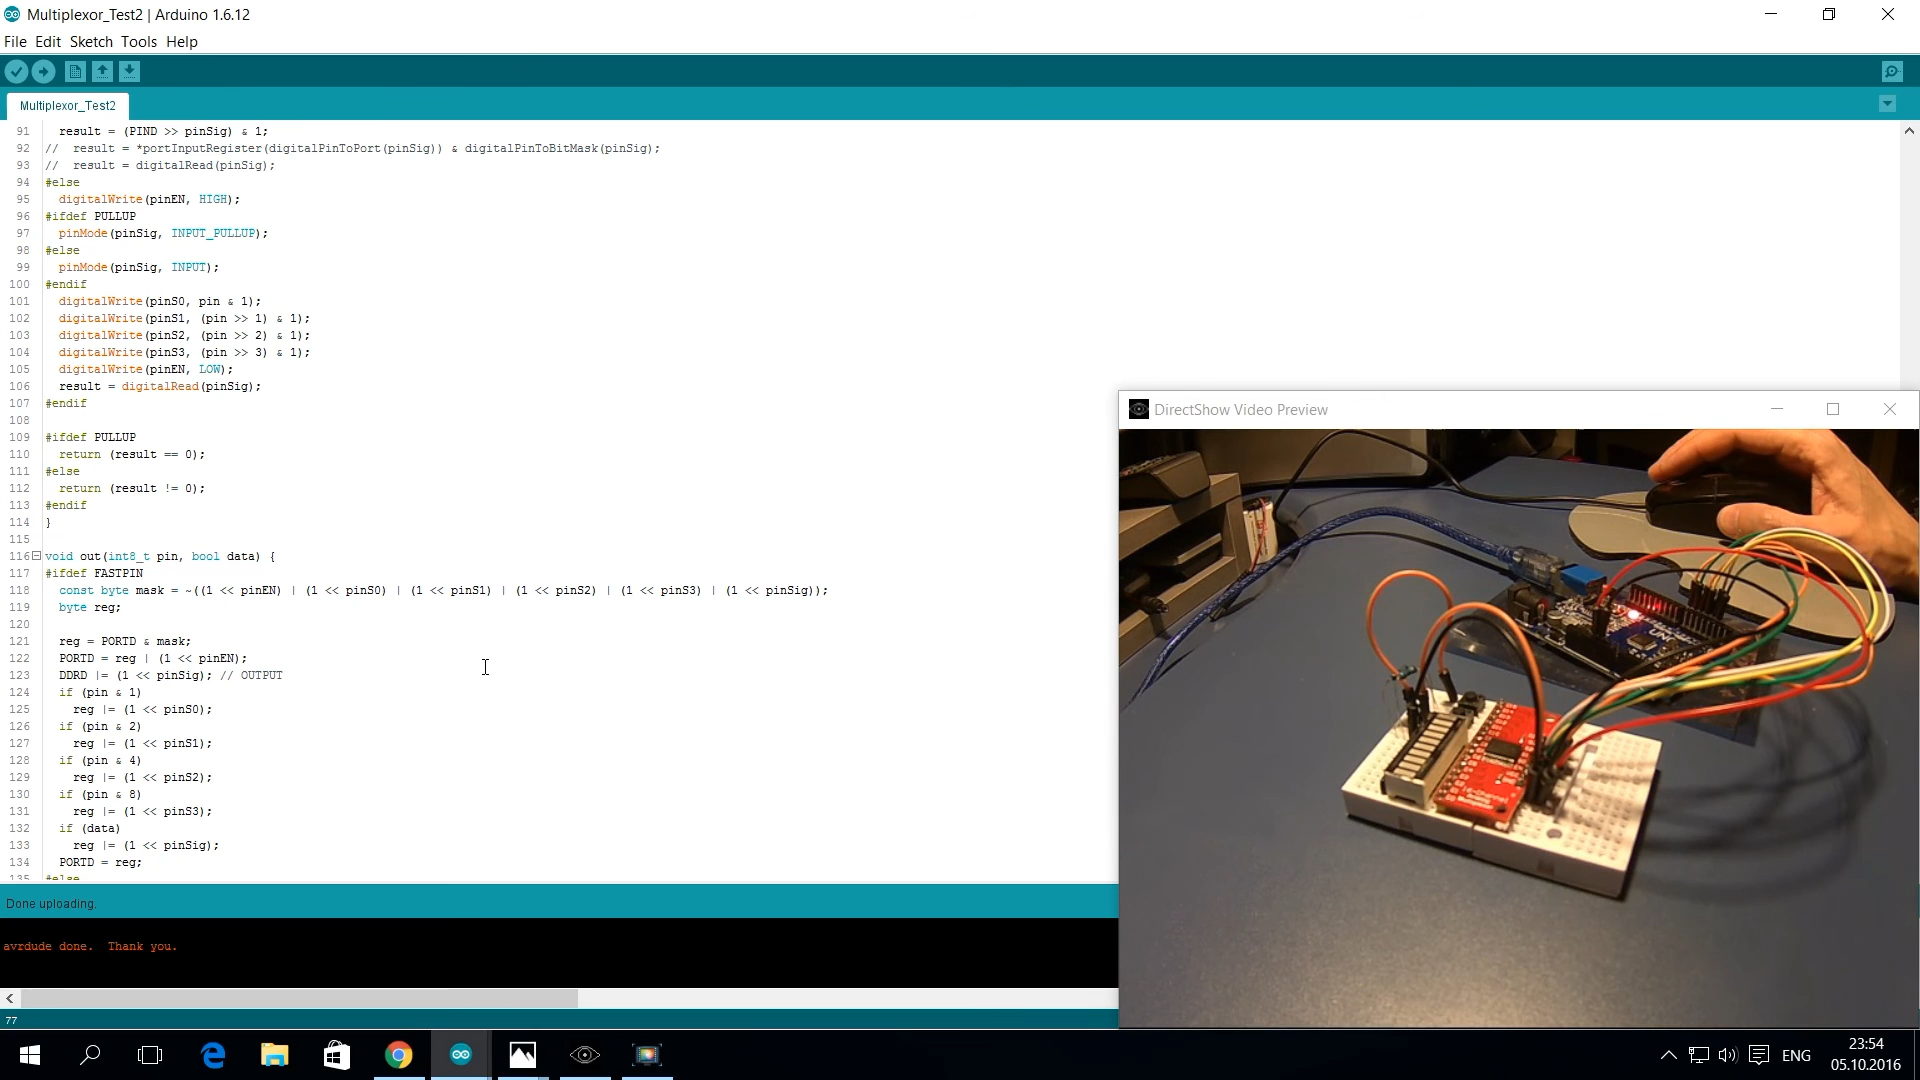 Multiplexor_Test2 | Arduino 1.6.12
File Edit Sketch Tools Help
Multiplexor_Test2
91 result = (PIND >> pinSig) & 1;
92 // result = *portInputRegister(digitalPinToPort(pinSig)) & digitalPinToBitMask(pinSig);
93 // result = digitalRead(pinSig);
94 #else
95 digitalWrite(pinEN, HIGH);
96 #ifdef PULLUP
97 pinMode(pinSig, INPUT_PULLUP);
98 #else
99 pinMode(pinSig, INPUT);
100 #endif
101 digitalWrite(pinS0, pin & 1);
102 digitalWrite(pinS1, (pin >> 1) & 1);
103 digitalWrite(pinS2, (pin >> 2) & 1);
104 digitalWrite(pinS3, (pin >> 3) & 1);
105 digitalWrite(pinEN, LOW);
106 result = digitalRead(pinSig);
107 #endif
108
109 #ifdef PULLUP
110 return (result == 0);
111 #else
112 return (result != 0);
113 #endif
114 }
115
116 void out(int8_t pin, bool data) {
117 #ifdef FASTPIN
118 const byte mask = ~((1 << pinEN) | (1 << pinS0) | (1 << pinS1) | (1 << pinS2) | (1 << pinS3) | (1 << pinSig));
119 byte reg;
120
121 reg = PORTD & mask;
122 PORTD = reg | (1 << pinEN);
123 DDRD |= (1 << pinSig); // OUTPUT
124 if (pin & 1)
125 reg |= (1 << pinS0);
126 if (pin & 2)
127 reg |= (1 << pinS1);
128 if (pin & 4)
129 reg |= (1 << pinS2);
130 if (pin & 8)
131 reg |= (1 << pinS3);
132 if (data)
133 reg |= (1 << pinSig);
134 PORTD = reg;
135 #else
DirectShow Video Preview
Done uploading.
avrdude done. Thank you.
77
ENG
23:54
05.10.2016